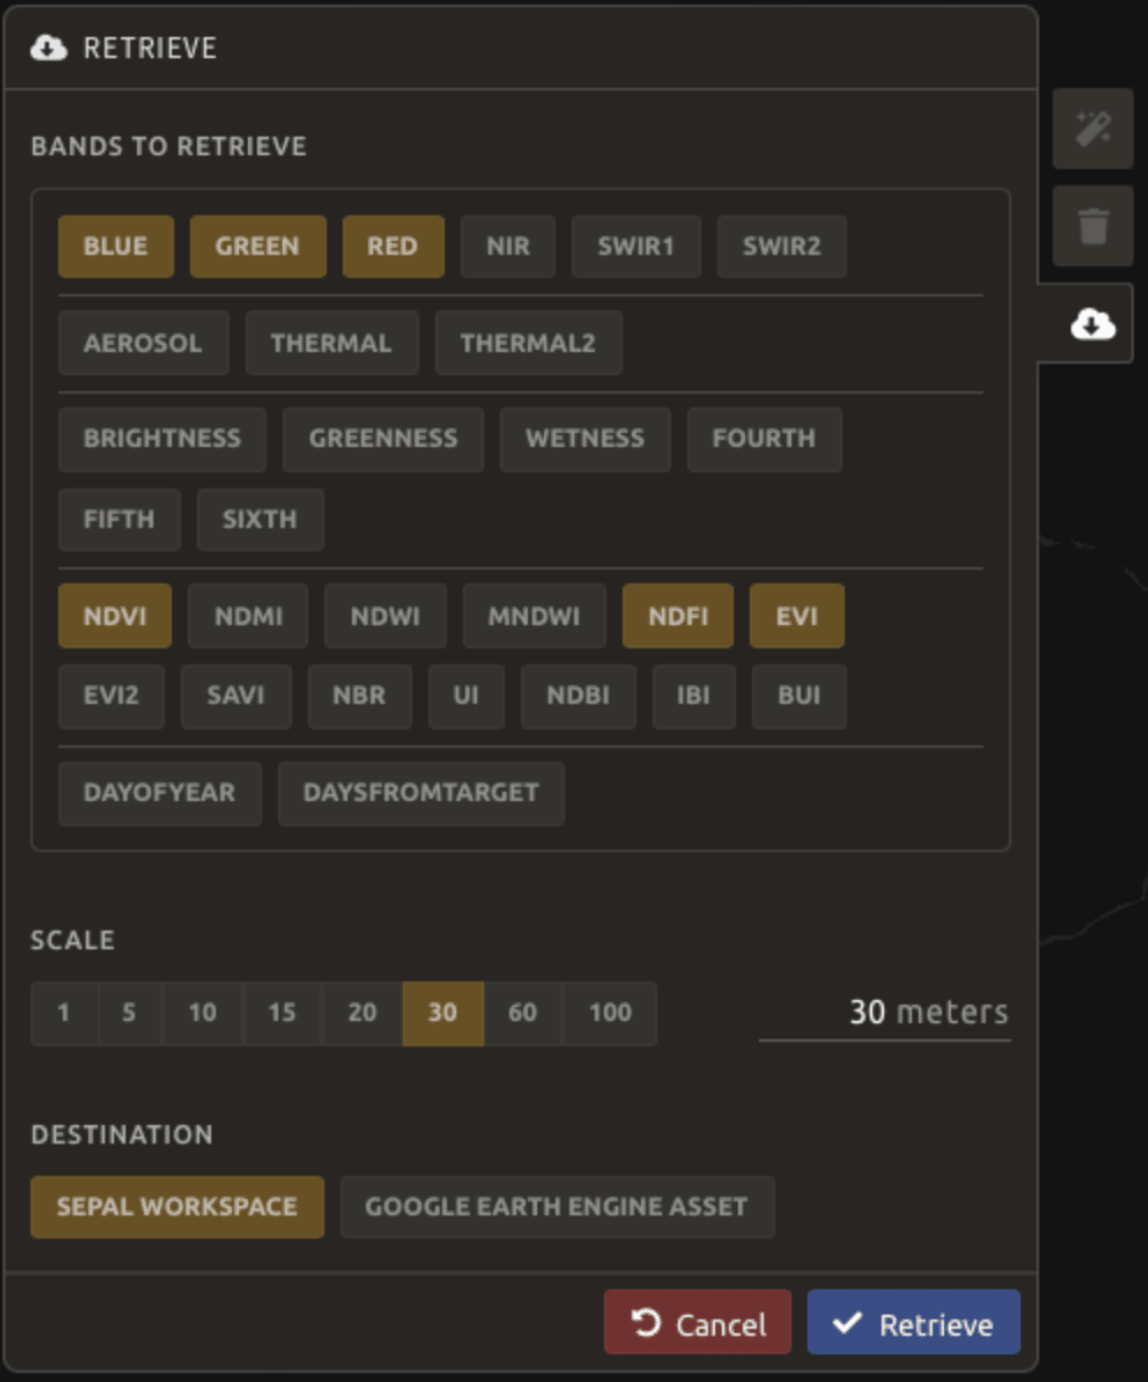 RETRIEVE
BANDS TO RETRIEVE
BLUE GREEN RED NIR SWIR1 SWIR2
AEROSOL THERMAL THERMAL2
BRIGHTNESS GREENNESS WETNESS FOURTH
FIFTH SIXTH
NDVI NDMI NDWI MNDWI NDFI EVI
EVI2 SAVI NBR UI NDBI IBI BUI
DAYOFYEAR DAYSFROMTARGET
SCALE
1 5 10 15 20 30 60 100 30 meters
DESTINATION
SEPAL WORKSPACE GOOGLE EARTH ENGINE ASSET
Cancel Retrieve